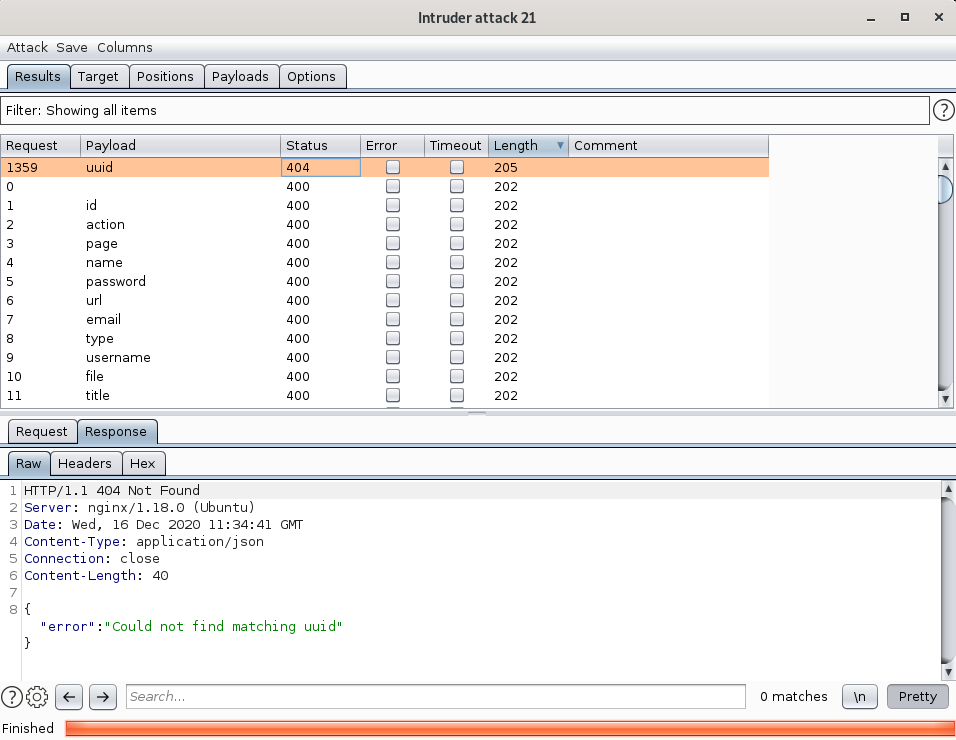 Intruder attack 21
Attack Save Columns
Results Target Positions Payloads Options
Filter: Showing all items ?
Request Payload Status Error Timeout Length Comment
1359 uuid 404 205
0 400 202
1 id 400 202
2 action 400 202
3 page 400 202
4 name 400 202
5 password 400 202
6 url 400 202
7 email 400 202
8 type 400 202
9 username 400 202
10 file 400 202
11 title 400 202
Request Response
Raw Headers Hex
1 HTTP/1.1 404 Not Found
2 Server: nginx/1.18.0 (Ubuntu)
3 Date: Wed, 16 Dec 2020 11:34:41 GMT
4 Content-Type: application/json
5 Connection: close
6 Content-Length: 40
7
8 {
"error":"Could not find matching uuid"
}
? Search... 0 matches \n Pretty
Finished